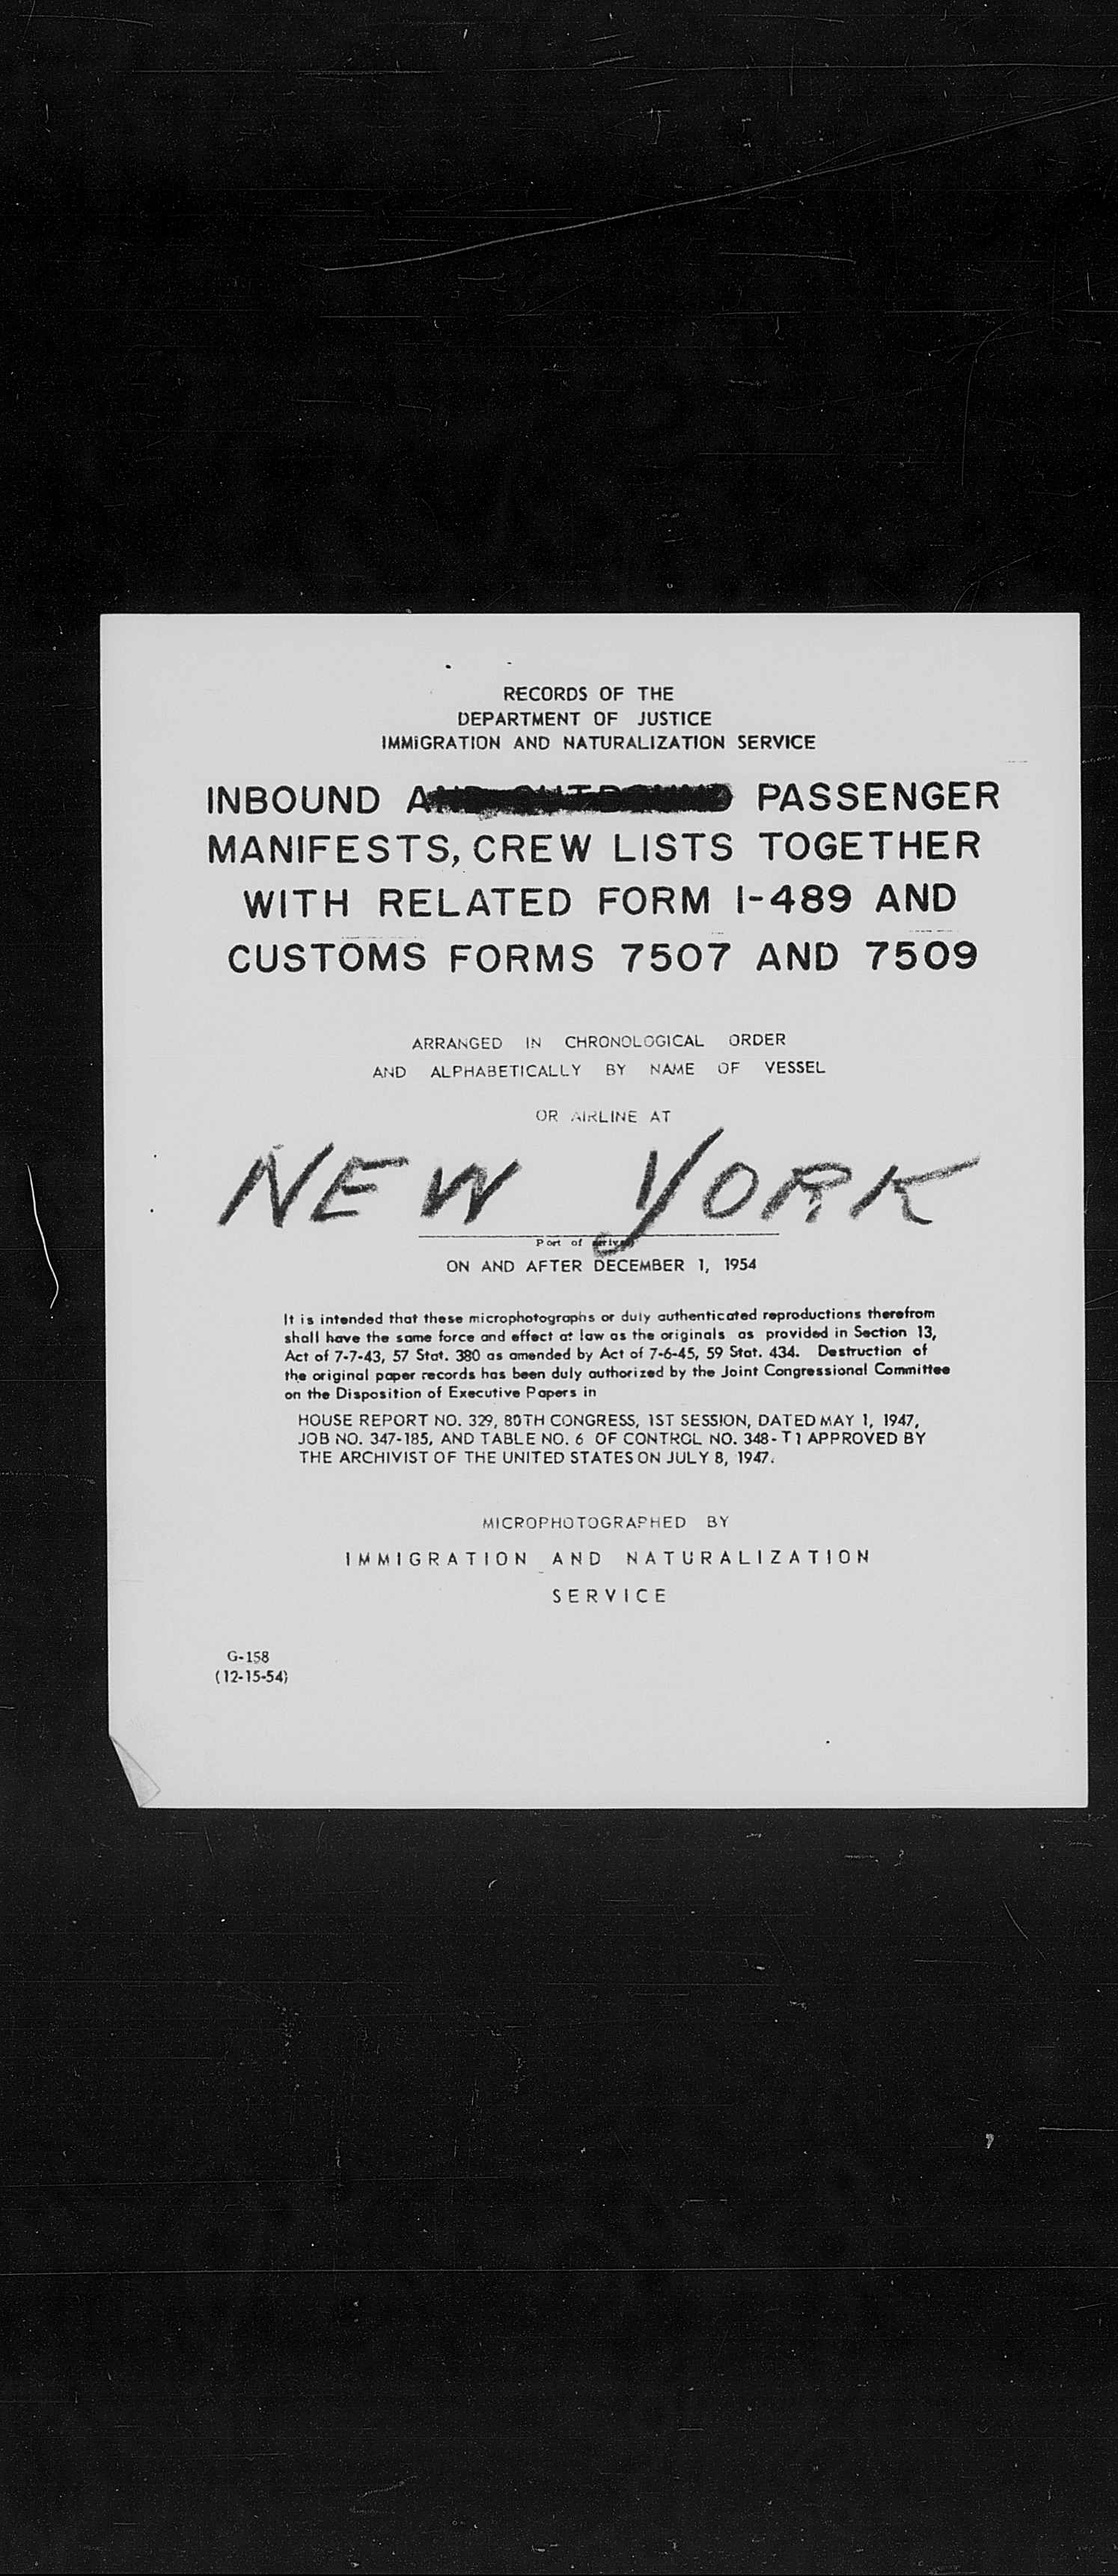 RECORDS OF THE
DEPARTMENT OF JUSTICE
IMMIGRATION AND NATURALIZATION SERVICE
INBOUND AND OUTBOUND PASSENGER
MANIFESTS, CREW LISTS TOGETHER
WITH RELATED FORM I-489 AND
CUSTOMS FORMS 7507 AND 7509
ARRANGED IN CHRONOLOGICAL ORDER
AND ALPHABETICALLY BY NAME OF VESSEL
OR AIRLINE AT
NEW YORK
Port of arrival
ON AND AFTER DECEMBER 1, 1954
It is intended that these microphotographs or duly authenticated reproductions therefrom
shall have the same force and effect at law as the originals as provided in Section 13,
Act of 7-7-43, 57 Stat. 380 as amended by Act of 7-6-45, 59 Stat. 434. Destruction of
the original paper records has been duly authorized by the Joint Congressional Committee
on the Disposition of Executive Papers in
HOUSE REPORT NO. 329, 80TH CONGRESS, 1ST SESSION, DATED MAY 1, 1947,
JOB NO. 347-185, AND TABLE NO. 6 OF CONTROL NO. 348-T1 APPROVED BY
THE ARCHIVIST OF THE UNITED STATES ON JULY 8, 1947.
MICROPHOTOGRAPHED BY
IMMIGRATION AND NATURALIZATION
SERVICE
G-158
(12-15-54)